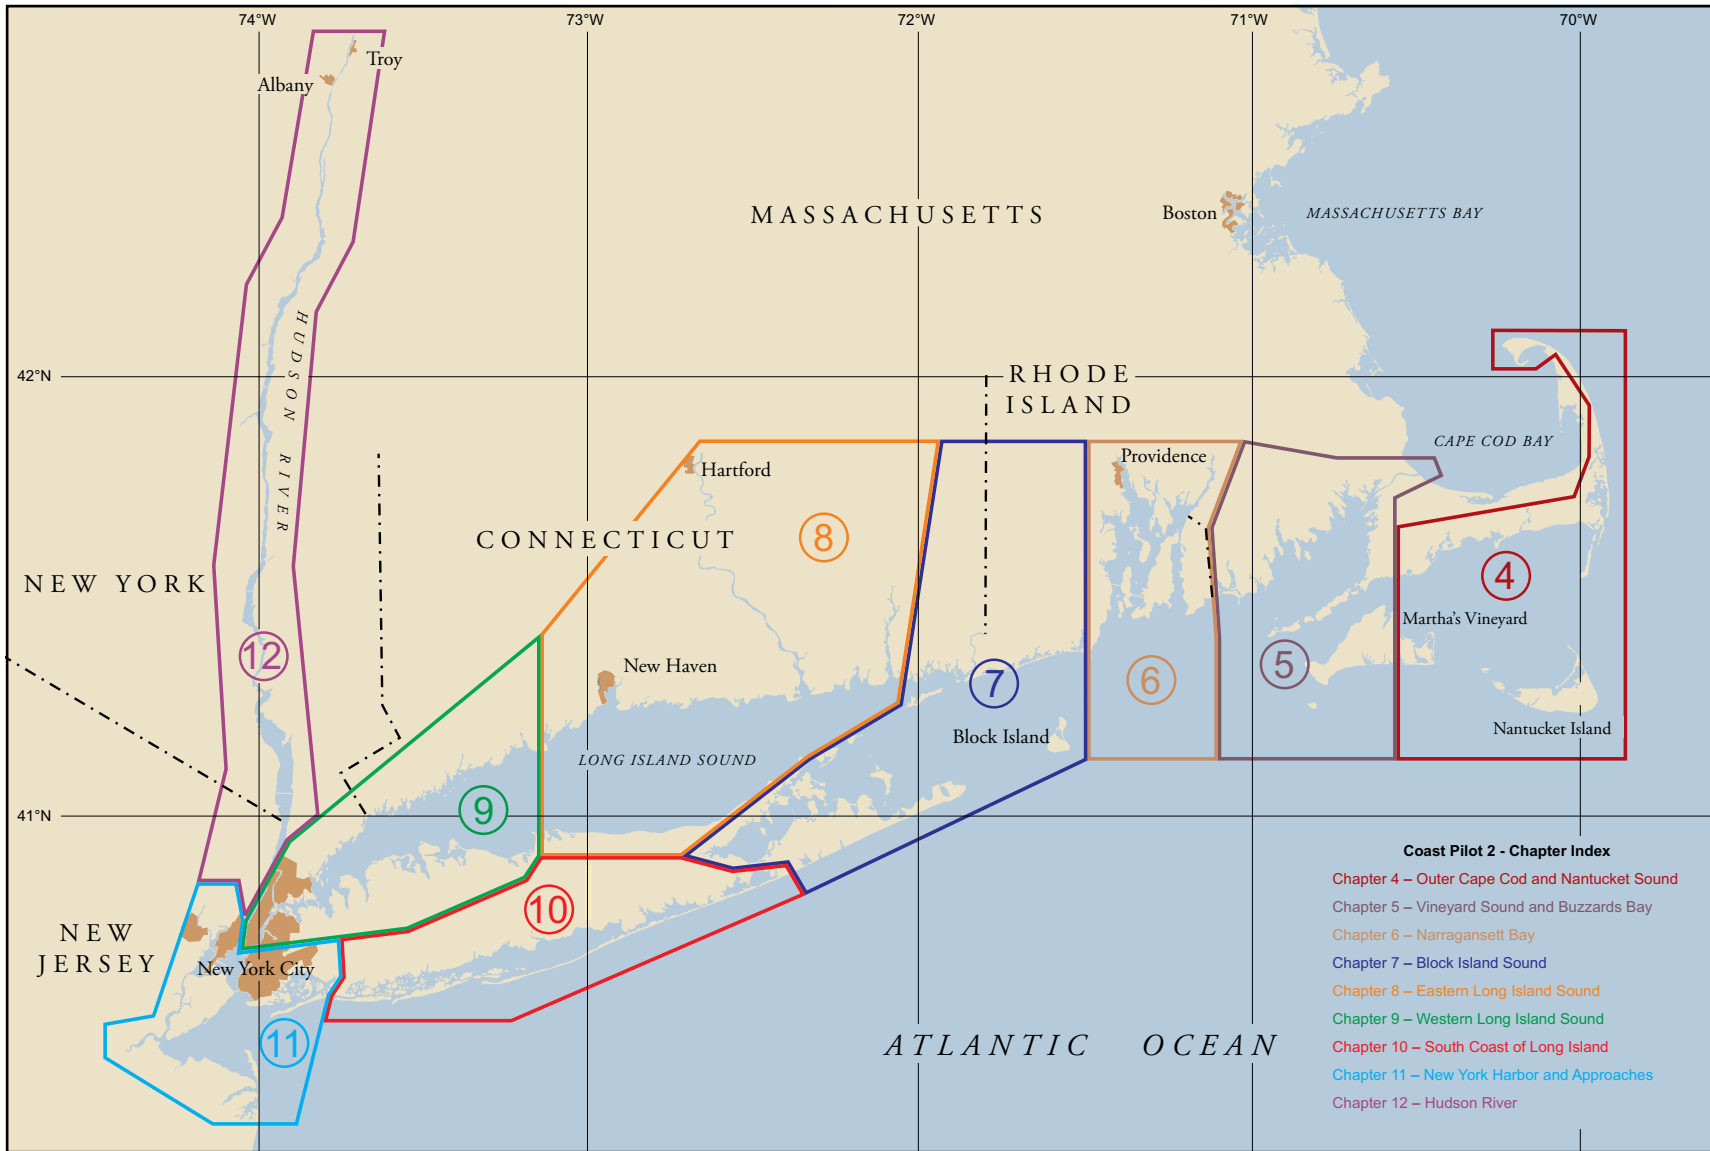 74°W
73°W
72°W
71°W
70°W
Troy
Albany
MASSACHUSETTS
Boston
MASSACHUSETTS BAY
HUDSON RIVER
42°N
RHODE
ISLAND
CAPE COD BAY
Providence
Hartford
CONNECTICUT
8
NEW YORK
4
Martha's Vineyard
12
New Haven
7
6
5
Block Island
Nantucket Island
LONG ISLAND SOUND
41°N
9
10
NEW
JERSEY
New York City
11
ATLANTIC OCEAN
Coast Pilot 2 - Chapter Index
Chapter 4 – Outer Cape Cod and Nantucket Sound
Chapter 5 – Vineyard Sound and Buzzards Bay
Chapter 6 – Narragansett Bay
Chapter 7 – Block Island Sound
Chapter 8 – Eastern Long Island Sound
Chapter 9 – Western Long Island Sound
Chapter 10 – South Coast of Long Island
Chapter 11 – New York Harbor and Approaches
Chapter 12 – Hudson River